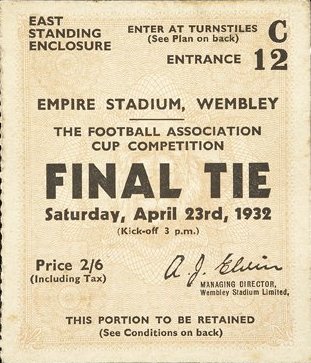 EAST
STANDING
ENCLOSURE
ENTER AT TURNSTILES C
(See Plan on back)
ENTRANCE 12
EMPIRE STADIUM, WEMBLEY
THE FOOTBALL ASSOCIATION
CUP COMPETITION
FINAL TIE
Saturday, April 23rd, 1932
(Kick-off 3 p.m.)
Price 2/6
(Including Tax)
A. J. Elvin
MANAGING DIRECTOR,
Wembley Stadium Limited,
THIS PORTION TO BE RETAINED
(See Conditions on back)